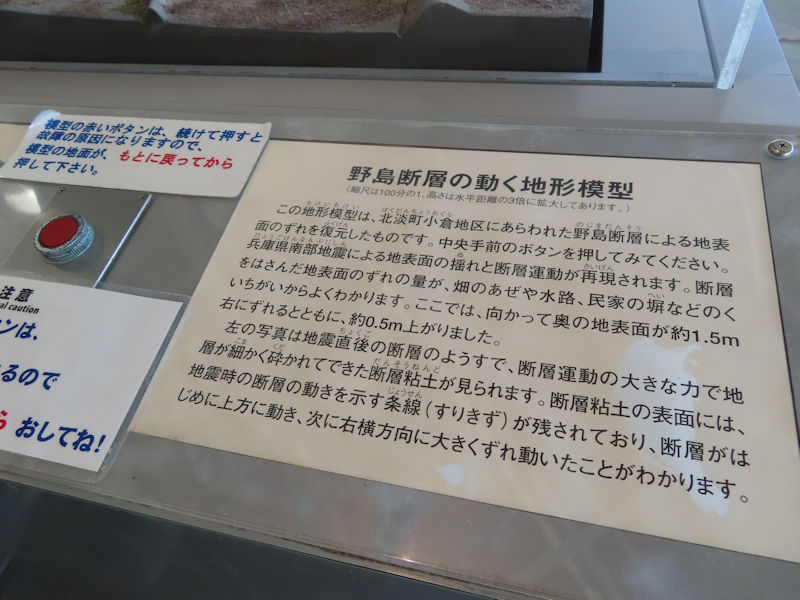 模型の赤いボタンは、続けて押すと
故障の原因になりますので、
模型の地面が、もとに戻ってから
押して下さい。
注意
al caution
ンは、
るので
ら おしてね!
野島断層の動く地形模型
(縮尺は100分の1、高さは水平距離の3倍に拡大してあります。)
この地形模型は、北淡町小倉地区にあらわれた野島断層による地表
面のずれを復元したものです。中央手前のボタンを押してみてください。
兵庫県南部地震による地表面の揺れと断層運動が再現されます。断層
をはさんだ地表面のずれの量が、畑のあぜや水路、民家の塀などのく
いちがいからよくわかります。ここでは、向かって奥の地表面が約1.5m
右にずれるとともに、約0.5m上がりました。
左の写真は地震直後の断層のようすで、断層運動の大きな力で地
層が細かく砕かれてできた断層粘土が見られます。断層粘土の表面には、
地震時の断層の動きを示す条線(すりきず)が残されており、断層がは
じめに上方に動き、次に右横方向に大きくずれ動いたことがわかります。